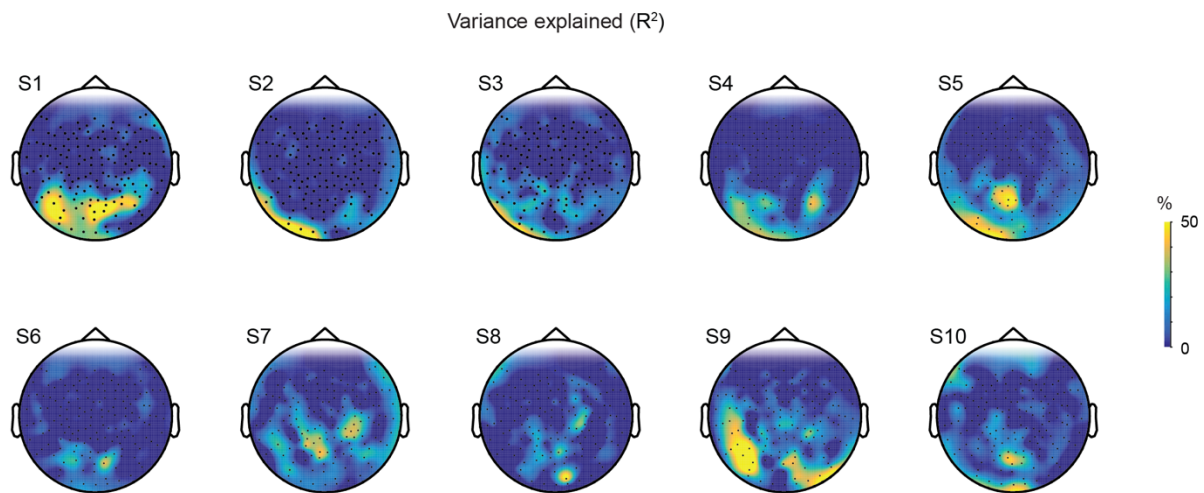 Variance explained (R²)
S1
S2
S3
S4
S5
%
50
0
S6
S7
S8
S9
S10